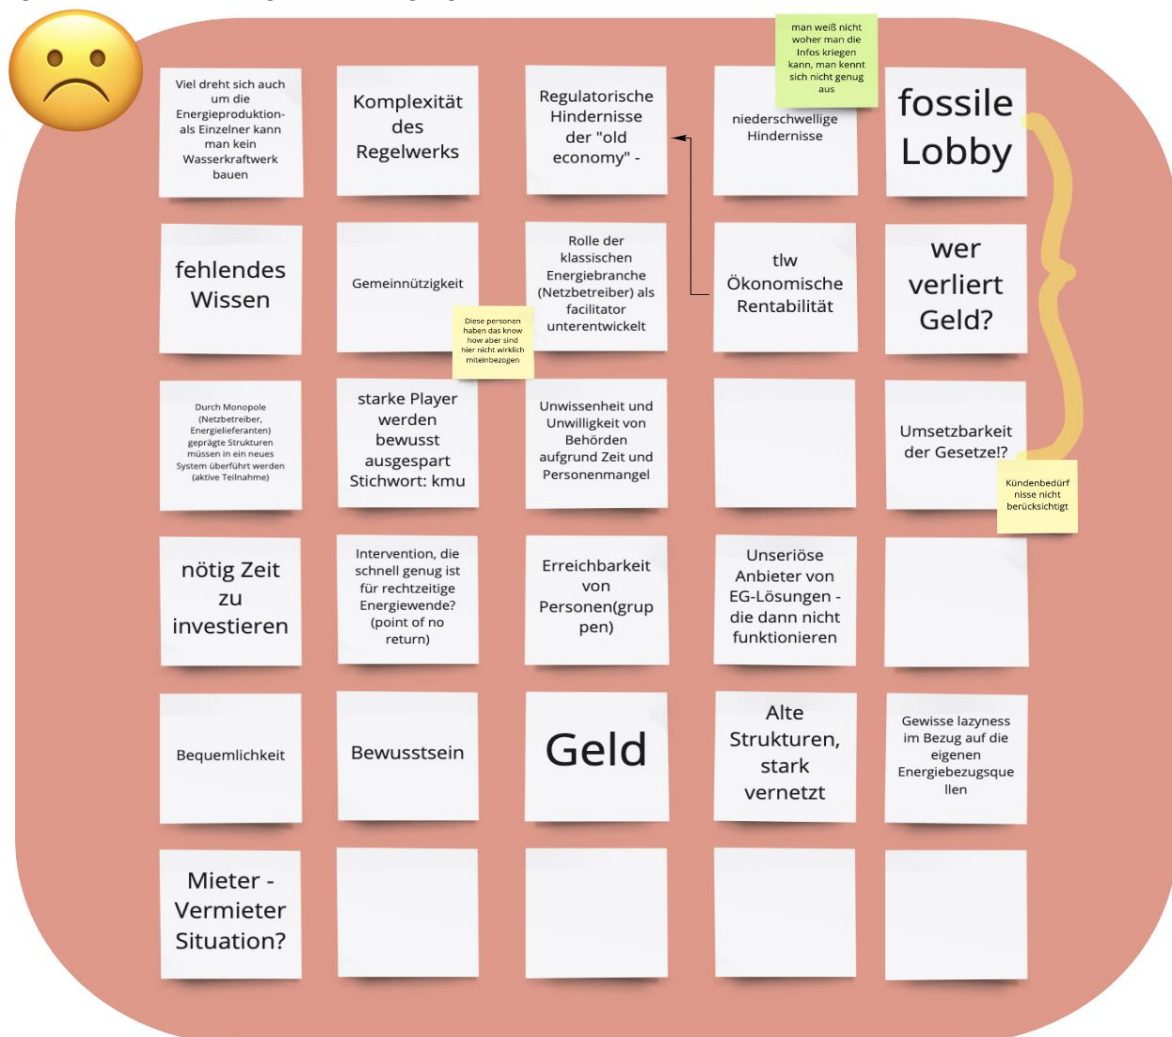 Viel dreht sich auch
um die
Energieproduktion-
als Einzelner kann
man kein
Wasserkraftwerk
bauen
Komplexität
des
Regelwerks
Regulatorische
Hindernisse
der "old
economy" -
man weiß nicht
woher man die
Infos kriegen
kann, man kennt
sich nicht genug
aus
niederschwellige
Hindernisse
fossile
Lobby
fehlendes
Wissen
Gemeinnützigkeit
Diese personen
haben das know
how aber sind
hier nicht wirklich
miteinbezogen
Rolle der
klassischen
Energiebranche
(Netzbetreiber) als
facilitator
unterentwickelt
tlw
Ökonomische
Rentabilität
wer
verliert
Geld?
Durch Monopole
(Netzbetreiber,
Energielieferanten)
geprägte Strukturen
müssen in ein neues
System überführt werden
(aktive Teilnahme)
starke Player
werden
bewusst
ausgespart
Stichwort: kmu
Unwissenheit und
Unwilligkeit von
Behörden
aufgrund Zeit und
Personenmangel
Umsetzbarkeit
der Gesetze!?
Kündenbedürf
nisse nicht
berücksichtigt
nötig Zeit
zu
investieren
Intervention, die
schnell genug ist
für rechtzeitige
Energiewende?
(point of no
return)
Erreichbarkeit
von
Personen(grup
pen)
Unseriöse
Anbieter von
EG-Lösungen -
die dann nicht
funktionieren
Bequemlichkeit
Bewusstsein
Geld
Alte
Strukturen,
stark
vernetzt
Gewisse lazyness
im Bezug auf die
eigenen
Energiebezugsque
llen
Mieter -
Vermieter
Situation?